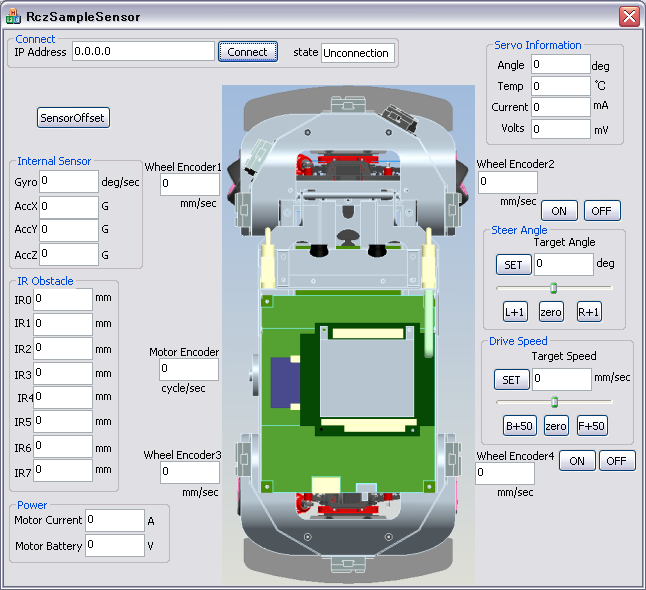 RczSampleSensor
Connect
IP Address 0.0.0.0 Connect state Unconnection
SensorOffset
Servo Information
Angle 0 deg
Temp 0 ℃
Current 0 mA
Volts 0 mV
Internal Sensor
Gyro 0 deg/sec
AccX 0 G
AccY 0 G
AccZ 0 G
Wheel Encoder1
0
mm/sec
Wheel Encoder2
0
mm/sec
ON OFF
Steer Angle
Target Angle
SET 0 deg
L+1 zero R+1
IR Obstacle
IR0 0 mm
IR1 0 mm
IR2 0 mm
IR3 0 mm
IR4 0 mm
IR5 0 mm
IR6 0 mm
IR7 0 mm
Motor Encoder
0
cycle/sec
Drive Speed
Target Speed
SET 0 mm/sec
B+50 zero F+50
Wheel Encoder3
0
mm/sec
Wheel Encoder4
0
mm/sec
ON OFF
Power
Motor Current 0 A
Motor Battery 0 V